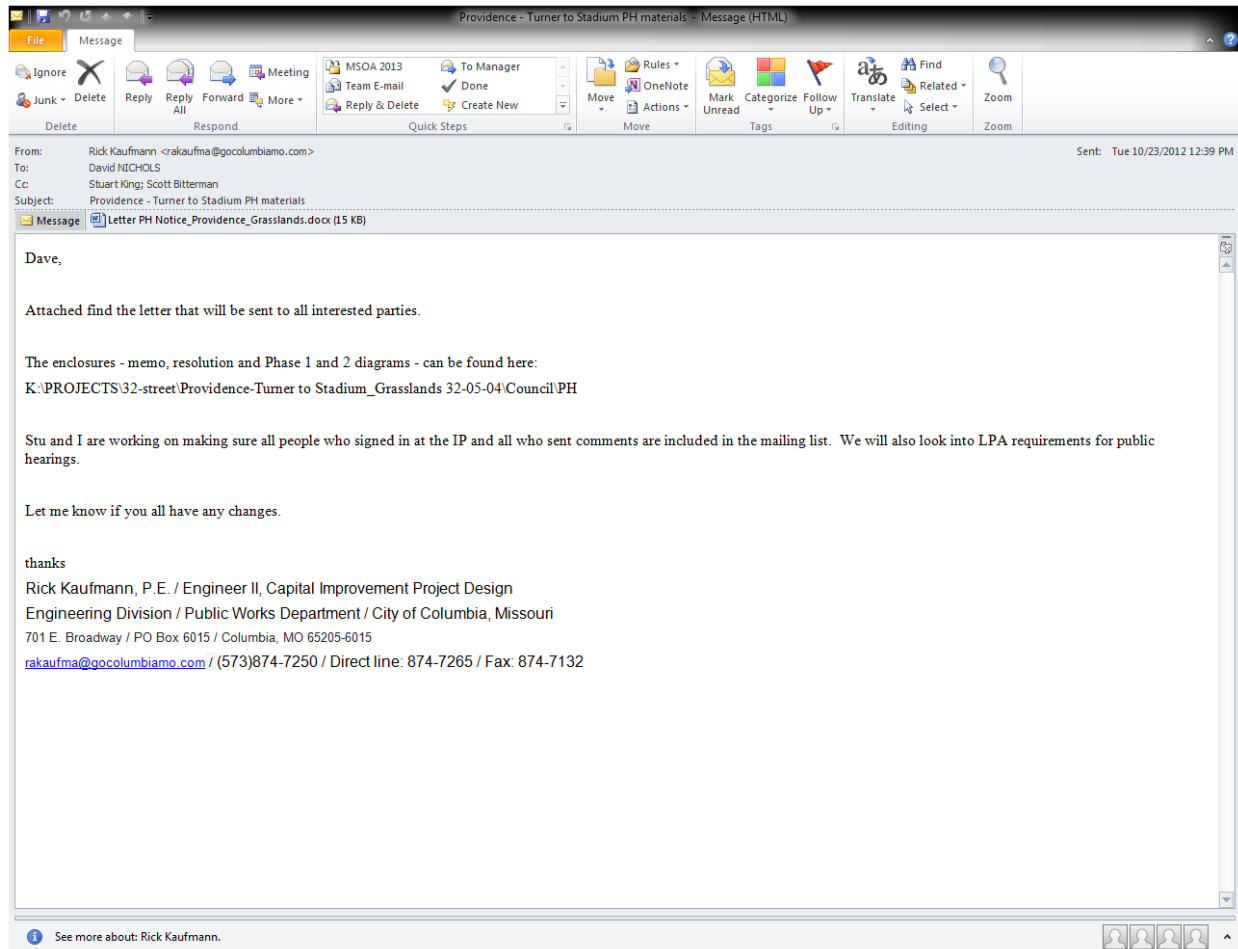 Providence - Turner to Stadium PH materials - Message (HTML)
File Message
Ignore
Junk
Delete
Delete
Reply
Reply All
Forward
Meeting
More
Respond
MSOA 2013
Team E-mail
Reply & Delete
To Manager
Done
Create New
Quick Steps
Move
Rules
OneNote
Actions
Move
Mark Unread
Categorize
Follow Up
Tags
Translate
Find
Related
Select
Editing
Zoom
Zoom
From: Rick Kaufmann <rakaufma@gocolumbiamo.com> Sent: Tue 10/23/2012 12:39 PM
To: David NICHOLS
Cc: Stuart King; Scott Bitterman
Subject: Providence - Turner to Stadium PH materials
Message Letter PH Notice_Providence_Grasslands.docx (15 KB)
Dave,
Attached find the letter that will be sent to all interested parties.
The enclosures - memo, resolution and Phase 1 and 2 diagrams - can be found here:
K:\PROJECTS\32-street\Providence-Turner to Stadium_Grasslands 32-05-04\Council\PH
Stu and I are working on making sure all people who signed in at the IP and all who sent comments are included in the mailing list.  We will also look into LPA requirements for public
hearings.
Let me know if you all have any changes.
thanks
Rick Kaufmann, P.E. / Engineer II, Capital Improvement Project Design
Engineering Division / Public Works Department / City of Columbia, Missouri
701 E. Broadway / PO Box 6015 / Columbia, MO 65205-6015
rakaufma@gocolumbiamo.com / (573)874-7250 / Direct line: 874-7265 / Fax: 874-7132
See more about: Rick Kaufmann.